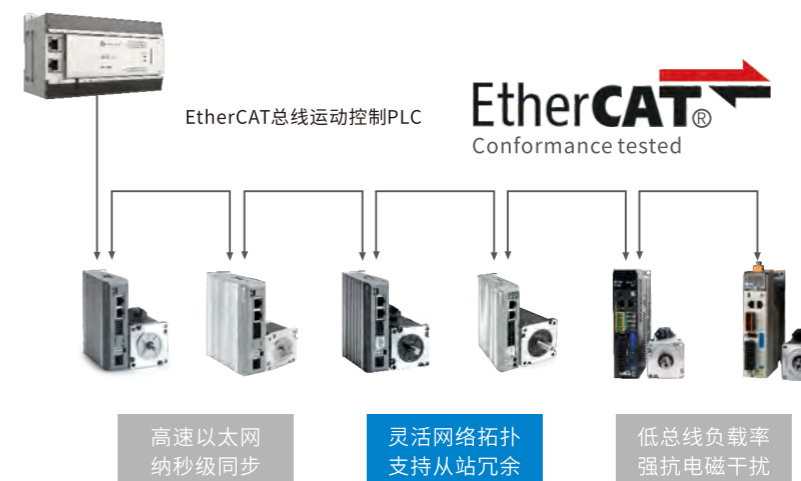 EtherCAT总线运动控制PLC
EtherCAT®
Conformance tested
高速以太网
纳秒级同步
灵活网络拓扑
支持从站冗余
低总线负载率
强抗电磁干扰